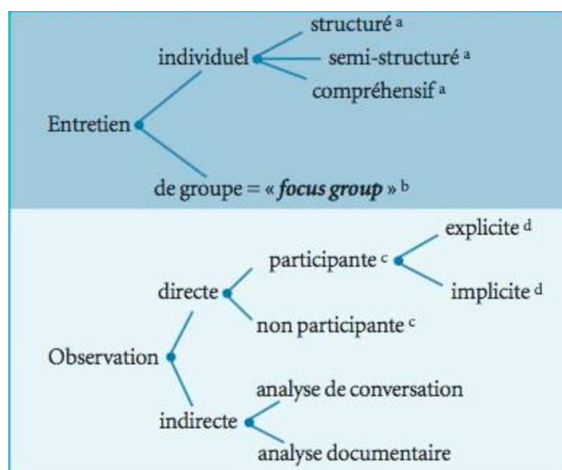 structuré a
individuel
semi-structuré a
compréhensif a
Entretien
de groupe = « focus group » b
explicite d
participante c
directe
implicite d
non participante c
Observation
analyse de conversation
indirecte
analyse documentaire